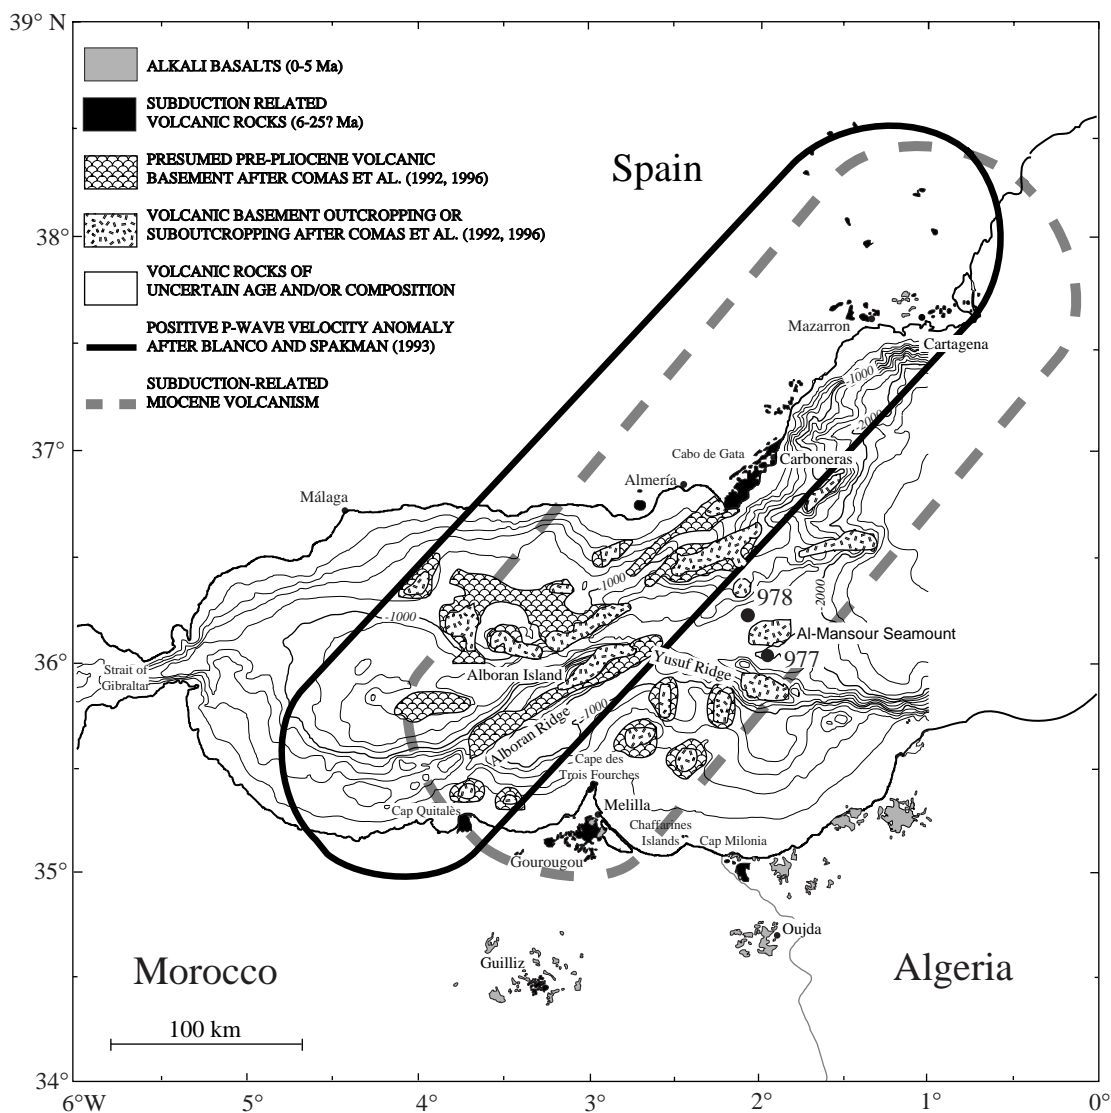 39° N
ALKALI BASALTS (0-5 Ma)
SUBDUCTION RELATED
VOLCANIC ROCKS (6-25? Ma)
PRESUMED PRE-PLIOCENE VOLCANIC
BASEMENT AFTER COMAS ET AL. (1992, 1996)
VOLCANIC BASEMENT OUTCROPPING OR
SUBOUTCROPPING AFTER COMAS ET AL. (1992, 1996)
VOLCANIC ROCKS OF
UNCERTAIN AGE AND/OR COMPOSITION
POSITIVE P-WAVE VELOCITY ANOMALY
AFTER BLANCO AND SPAKMAN (1993)
SUBDUCTION-RELATED
MIOCENE VOLCANISM
Spain
38°
Mazarron
Cartagena
-1000
-2000
37°
Cabo de Gata
Carboneras
Almería
Málaga
-1000
-2000
978
-1000
Al-Mansour Seamount
977
36°
Strait of
Gibraltar
Alboran Island
Yusuf Ridge
Alboran Ridge
-1000
Cape des
Trois Fourches
Cap Quitalès
Melilla
Chaffarines
Islands
Cap Milonia
Gourougou
35°
Oujda
Guilliz
Morocco
Algeria
100 km
34°
6°W
5°
4°
3°
2°
1°
0°